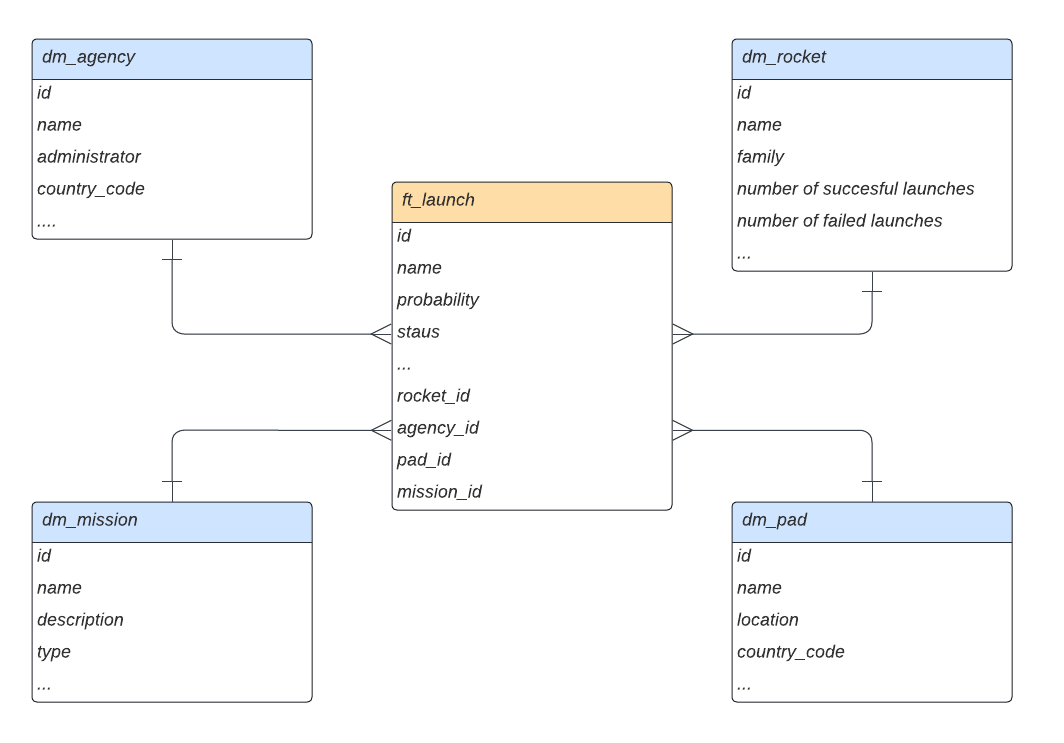 dm_agency
id
name
administrator
country_code
....
dm_rocket
id
name
family
number of succesful launches
number of failed launches
...
ft_launch
id
name
probability
staus
...
rocket_id
agency_id
pad_id
mission_id
dm_mission
id
name
description
type
...
dm_pad
id
name
location
country_code
...